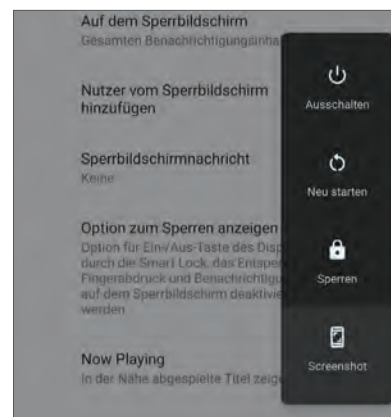 Auf dem Sperrbildschirm
Gesamten Benachrichtigungsinha
Nutzer vom Sperrbildschirm
hinzufügen
Sperrbildschirmnachricht
Keine
Option zum Sperren anzeigen
Option für Ein-/Aus-Taste des Disp
durch die Smart Lock, das Entsper
Fingerabdruck und Benachrichtigu
auf dem Sperrbildschirm deaktivie
werden
Now Playing
In der Nähe abgespielte Titel zeige
Ausschalten
Neu starten
Sperren
Screenshot